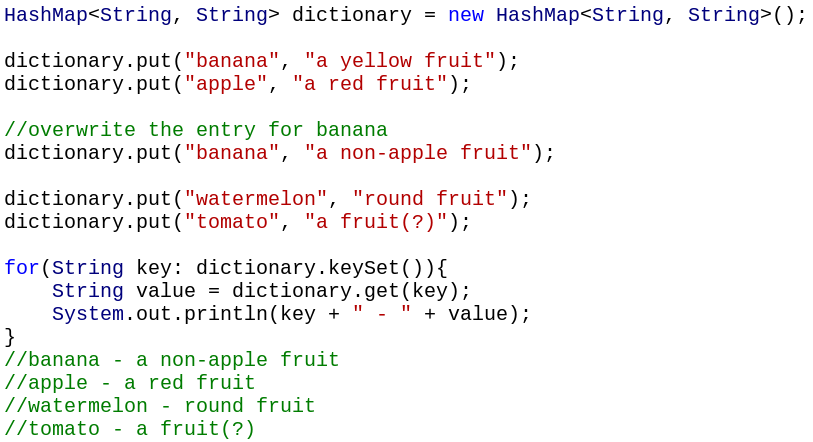 HashMap<String, String> dictionary = new HashMap<String, String>();
dictionary.put("banana", "a yellow fruit");
dictionary.put("apple", "a red fruit");
//overwrite the entry for banana
dictionary.put("banana", "a non-apple fruit");
dictionary.put("watermelon", "round fruit");
dictionary.put("tomato", "a fruit(?)");
for(String key: dictionary.keySet()){
    String value = dictionary.get(key);
    System.out.println(key + " - " + value);
}
//banana - a non-apple fruit
//apple - a red fruit
//watermelon - round fruit
//tomato - a fruit(?)